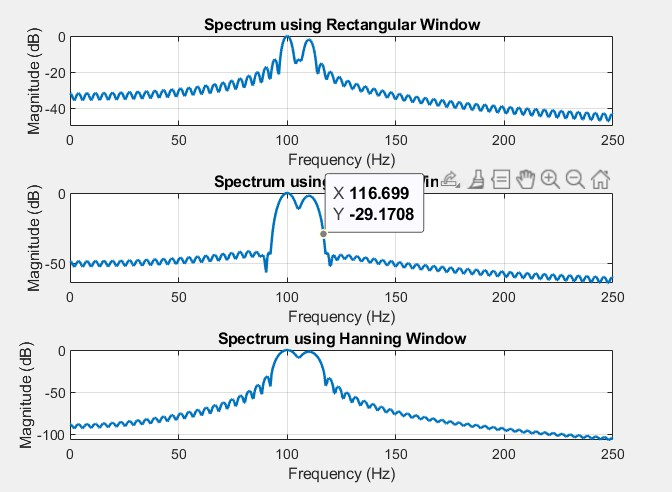 Spectrum using Rectangular Window
Magnitude (dB)
0
-20
-40
0 50 100 150 200 250
Frequency (Hz)
Spectrum using
X 116.699
Y -29.1708
Magnitude (dB)
0
-50
0 50 100 150 200 250
Frequency (Hz)
Spectrum using Hanning Window
Magnitude (dB)
0
-50
-100
0 50 100 150 200 250
Frequency (Hz)